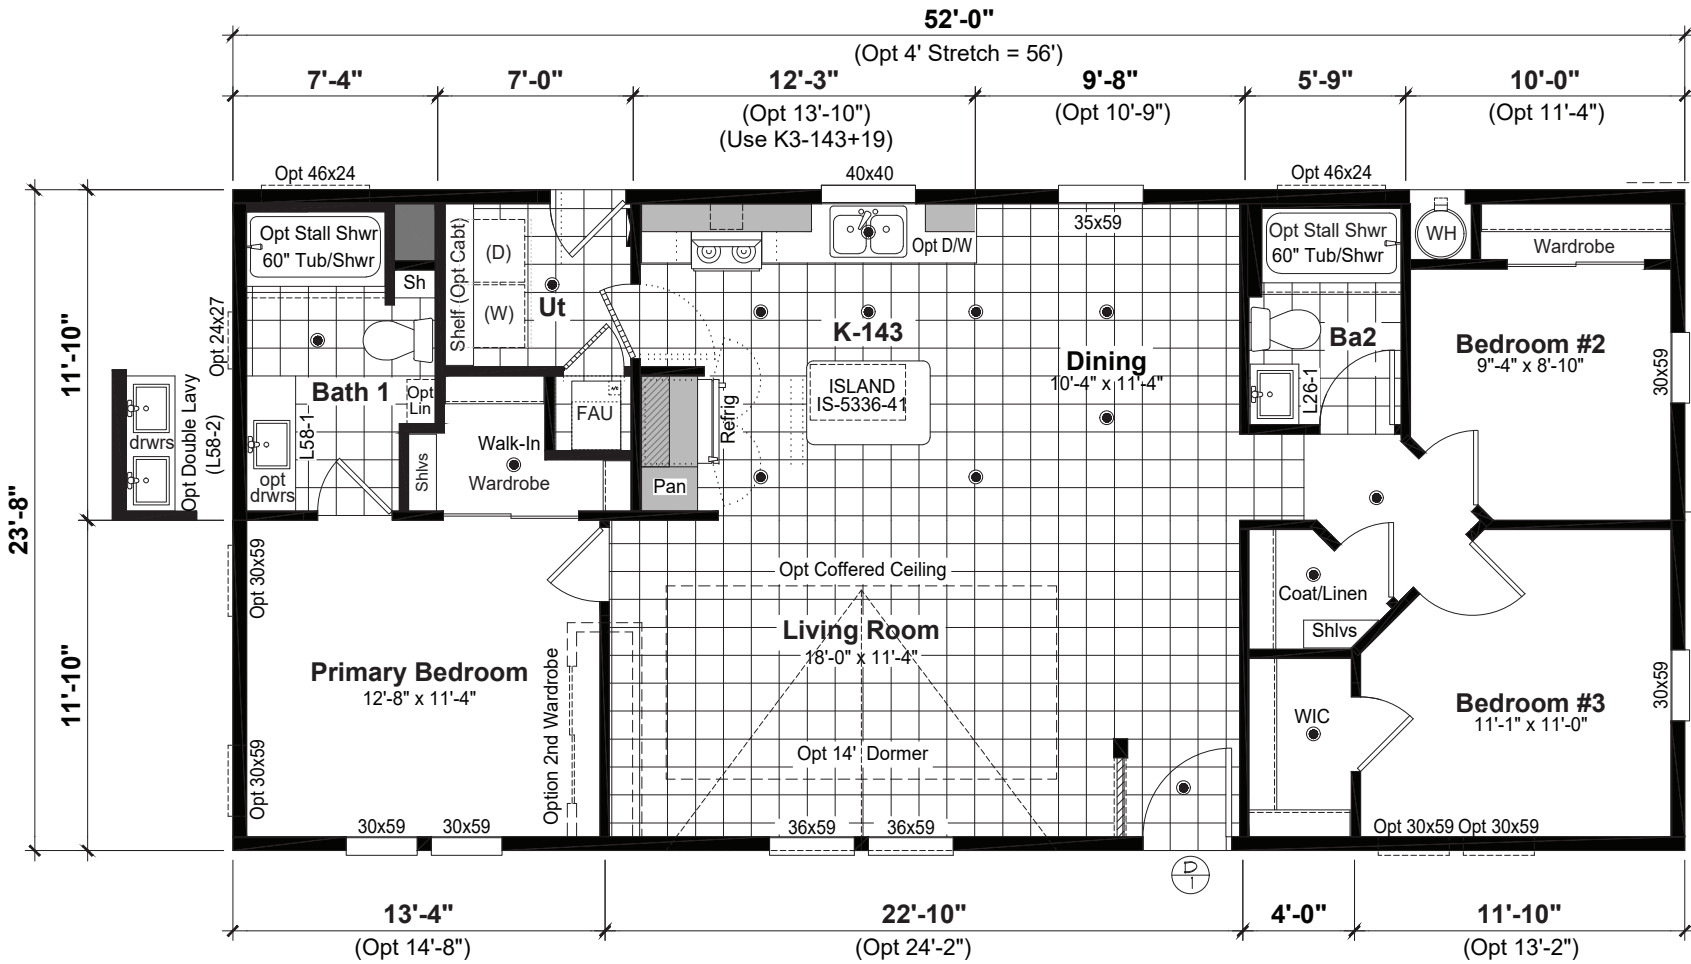 52'-0"
(Opt 4' Stretch = 56')
7'-4"
7'-0"
12'-3"
9'-8"
5'-9"
10'-0"
(Opt 13'-10")
(Use K3-143+19)
(Opt 10'-9")
(Opt 11'-4")
Opt 46x24
40x40
Opt 46x24
35x59
Opt Stall Shwr
60" Tub/Shwr
Sh
Shelf (Opt Cabt)
(D)
(W)
Ut
Opt D/W
Opt Stall Shwr
60" Tub/Shwr
WH
Wardrobe
23'-8"
11'-10"
11'-10"
Opt 24x27
K-143
Dining
10'-4" x 11'-4"
Ba2
L26-1
Bedroom #2
9'-4" x 8'-10"
30x59
ISLAND
IS-5336-41
Refrig
Pan
FAU
Bath 1
Opt
Lin
L58-1
opt
drwrs
drwrs
Opt Double Lavy
(L58-2)
Shlvs
Walk-In
Wardrobe
Opt 30x59
Opt 30x59
Primary Bedroom
12'-8" x 11'-4"
Option 2nd Wardrobe
30x59
30x59
Opt Coffered Ceiling
Living Room
18'-0" x 11'-4"
Opt 14' Dormer
36x59
36x59
Coat/Linen
Shlvs
WIC
Bedroom #3
11'-1" x 11'-0"
30x59
Opt 30x59
Opt 30x59
D
1
13'-4"
22'-10"
4'-0"
11'-10"
(Opt 14'-8")
(Opt 24'-2")
(Opt 13'-2")